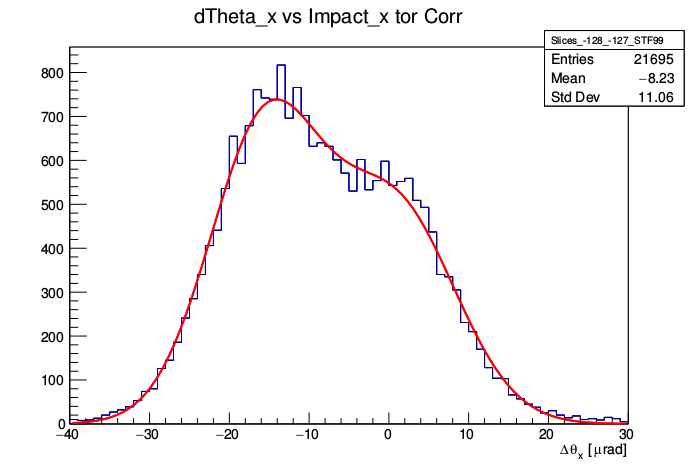 dTheta_x vs Impact_x tor Corr
Slices_-128_-127_STF99
Entries 21695
Mean −8.23
Std Dev 11.06
800
700
600
500
400
300
200
100
0
−40 −30 −20 −10 0 10 20 30
Δθx [μrad]